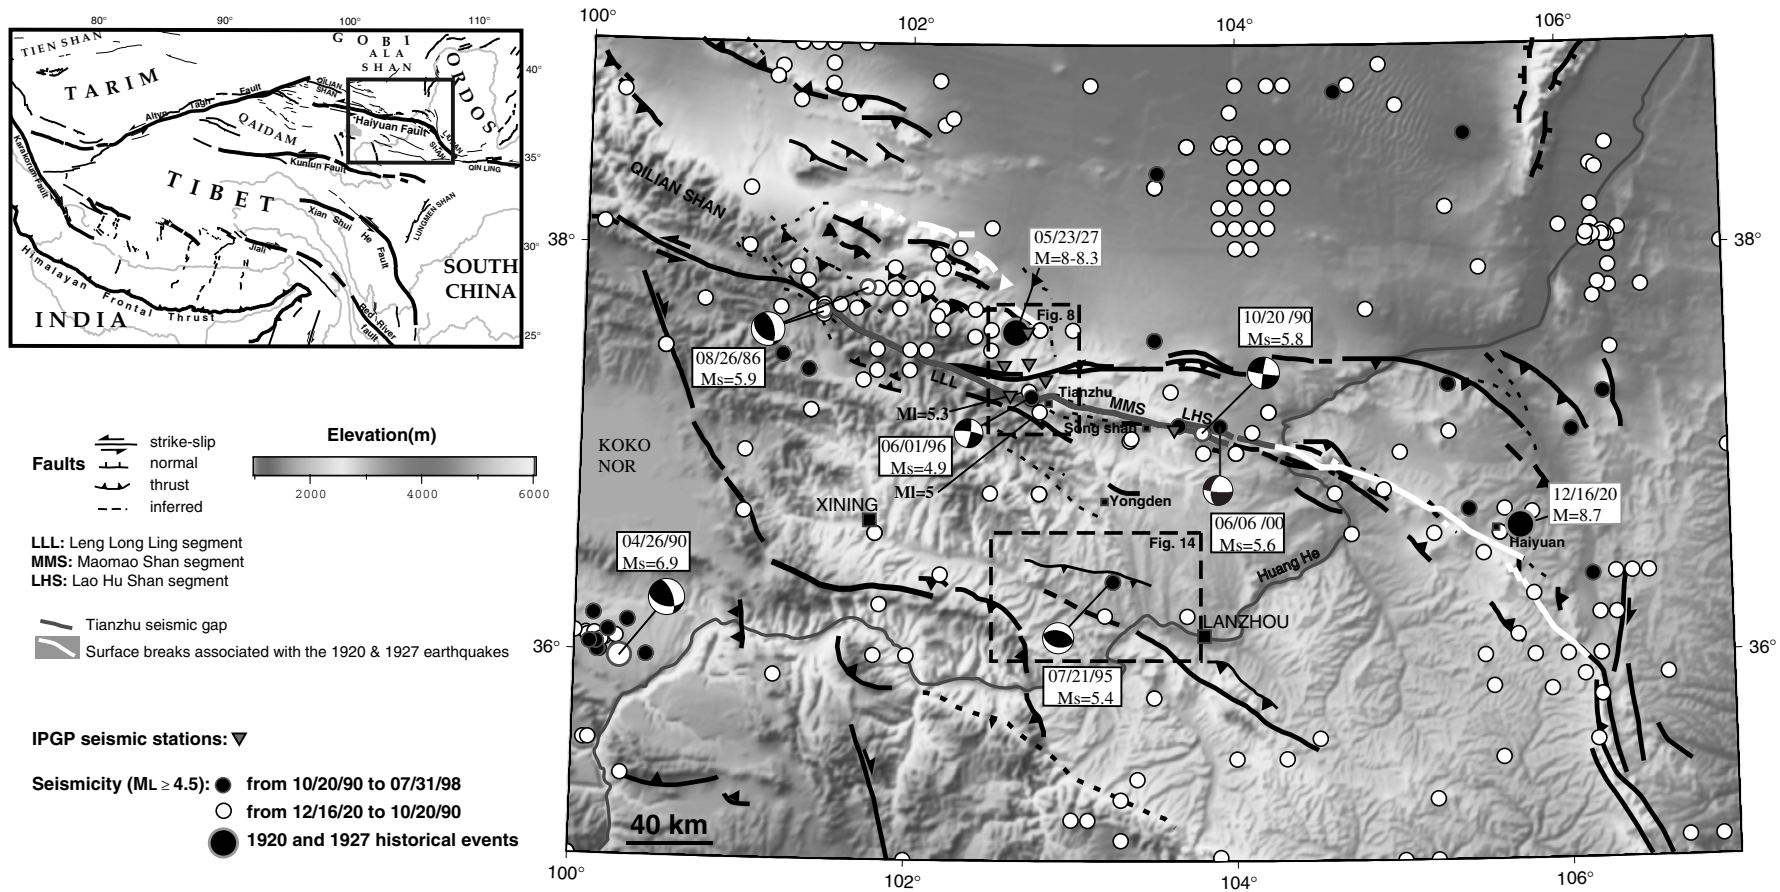 80°
90°
100°
110°
TIEN SHAN
TARIM
GOBI
ALA
SHAN
ORDOS
40°
QILIAN
SHAN
Altyn Tagh Fault
Haiyuan Fault
QAIDAM
LIUPAN
SHAN
Karakorum Fault
Kunlun Fault
35°
QIN LING
TIBET
Xian Shui He Fault
LUNGMEN SHAN
Jiali
30°
Himalayan Frontal Thrust
SOUTH
CHINA
INDIA
Red River
fault
25°
Faults
strike-slip
normal
thrust
inferred
Elevation(m)
2000
4000
6000
LLL: Leng Long Ling segment
MMS: Maomao Shan segment
LHS: Lao Hu Shan segment
Tianzhu seismic gap
Surface breaks associated with the 1920 & 1927 earthquakes
IPGP seismic stations:
Seismicity (ML ≥ 4.5):
from 10/20/90 to 07/31/98
from 12/16/20 to 10/20/90
1920 and 1927 historical events
100°
102°
104°
106°
QILIAN SHAN
38°
38°
05/23/27
M=8-8.3
Fig. 8
10/20 /90
Ms=5.8
08/26/86
Ms=5.9
LLL
Tianzhu
MMS
LHS
Ml=5.3
Song shan
06/01/96
Ms=4.9
Ml=5
KOKO
NOR
XINING
Yongden
06/06 /00
Ms=5.6
12/16/20
M=8.7
Haiyuan
04/26/90
Ms=6.9
Fig. 14
Huang He
LANZHOU
36°
36°
07/21/95
Ms=5.4
40 km
100°
102°
104°
106°